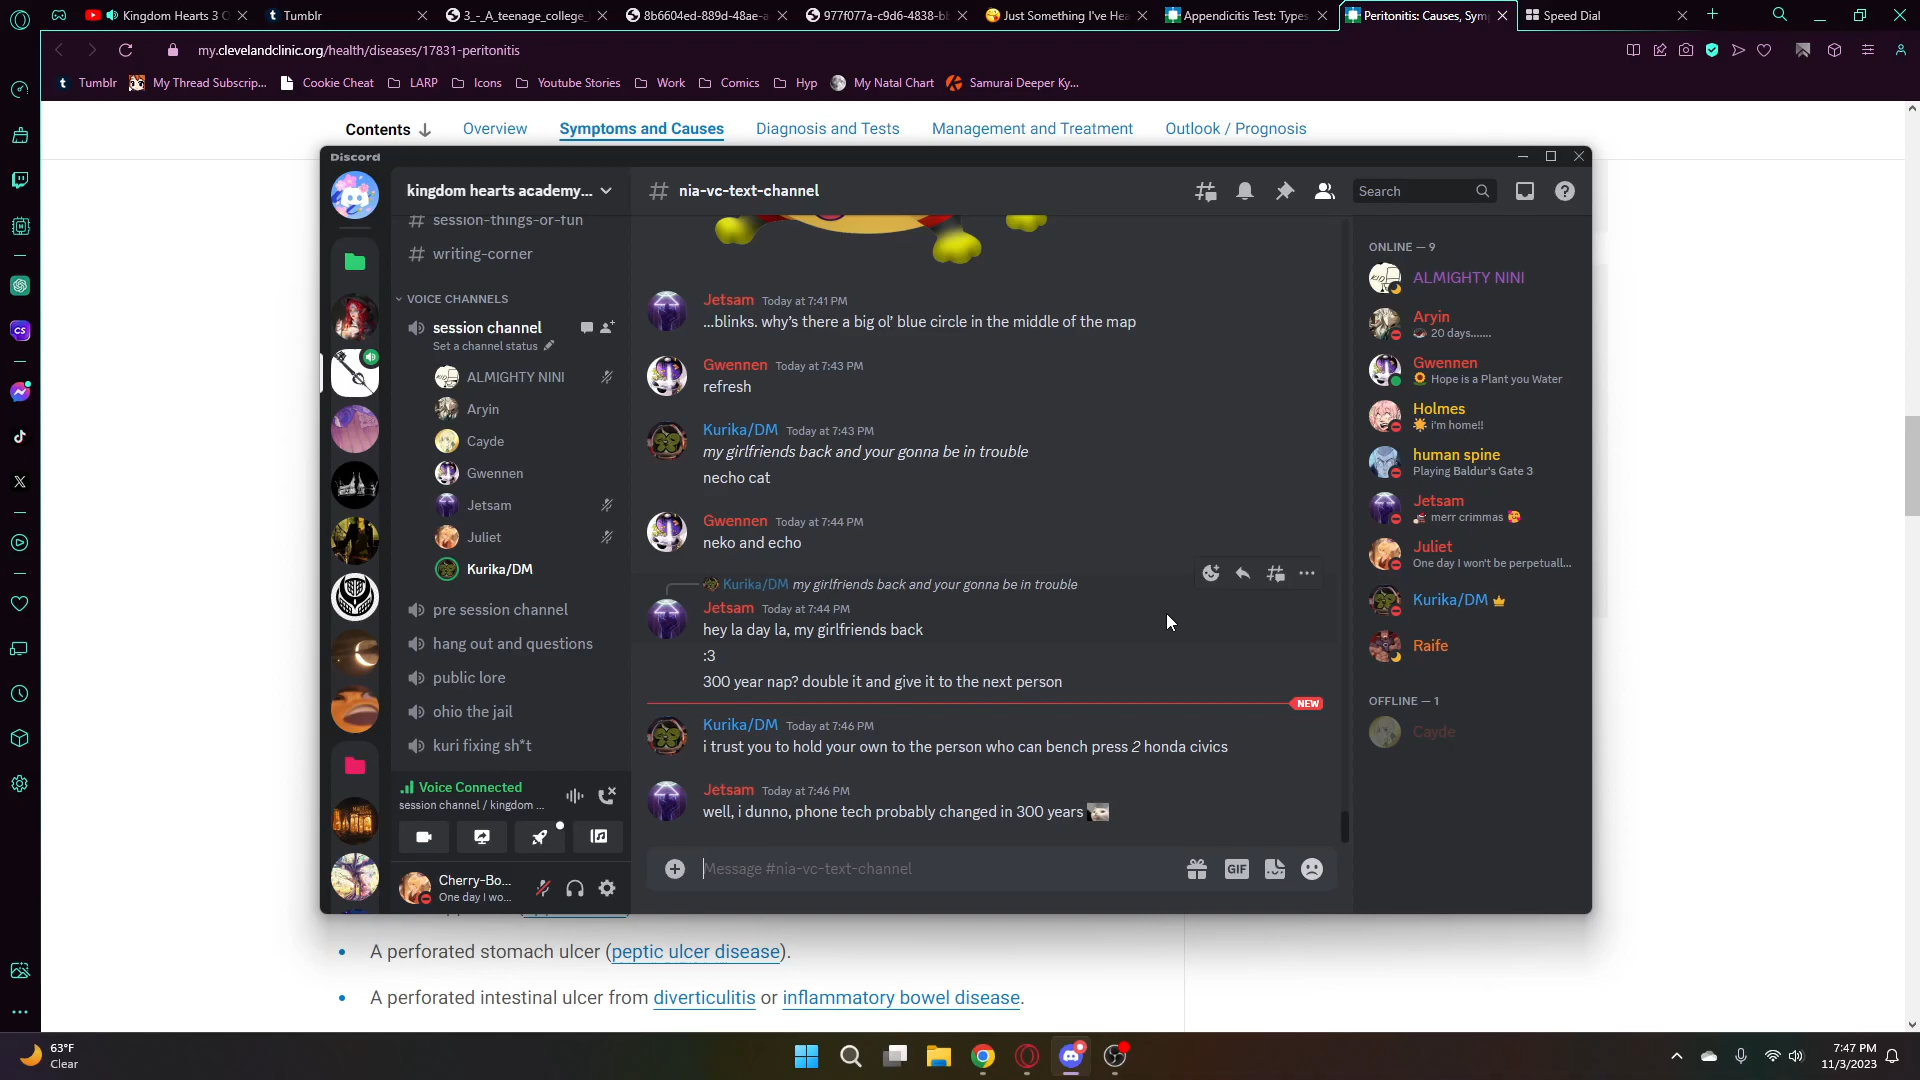 Kingdom Hearts 3 O
Tumblr
3_-_A_teenage_college_
8b6604ed-889d-48ae-a
977f077a-c9d6-4838-b
Just Something I've Hea
Appendicitis Test: Types
Peritonitis: Causes, Sym
Speed Dial
my.clevelandclinic.org/health/diseases/17831-peritonitis
Tumblr
My Thread Subscrip...
Cookie Cheat
LARP
Icons
Youtube Stories
Work
Comics
Hyp
My Natal Chart
Samurai Deeper Ky...
Contents
Overview
Symptoms and Causes
Diagnosis and Tests
Management and Treatment
Outlook / Prognosis
Discord
kingdom hearts academy...
# session-things-or-fun
# writing-corner
VOICE CHANNELS
session channel
Set a channel status
ALMIGHTY NINI
Aryin
Cayde
Gwennen
Jetsam
Juliet
Kurika/DM
pre session channel
hang out and questions
public lore
ohio the jail
kuri fixing sh*t
Voice Connected
session channel / kingdom ...
Cherry-Bo...
One day I wo...
# nia-vc-text-channel
Search
Jetsam Today at 7:41 PM
...blinks. why's there a big ol' blue circle in the middle of the map
Gwennen Today at 7:43 PM
refresh
Kurika/DM Today at 7:43 PM
my girlfriends back and your gonna be in trouble
necho cat
Gwennen Today at 7:44 PM
neko and echo
Kurika/DM my girlfriends back and your gonna be in trouble
Jetsam Today at 7:44 PM
hey la day la, my girlfriends back
:3
300 year nap? double it and give it to the next person
NEW
Kurika/DM Today at 7:46 PM
i trust you to hold your own to the person who can bench press 2 honda civics
Jetsam Today at 7:46 PM
well, i dunno, phone tech probably changed in 300 years
Message #nia-vc-text-channel
GIF
ONLINE — 9
ALMIGHTY NINI
Aryin
20 days.......
Gwennen
Hope is a Plant you Water
Holmes
i'm home!!
human spine
Playing Baldur's Gate 3
Jetsam
merr crimmas
Juliet
One day I won't be perpetuall...
Kurika/DM
Raife
OFFLINE — 1
Cayde
• A perforated stomach ulcer (peptic ulcer disease).
• A perforated intestinal ulcer from diverticulitis or inflammatory bowel disease.
63°F
Clear
7:47 PM
11/3/2023